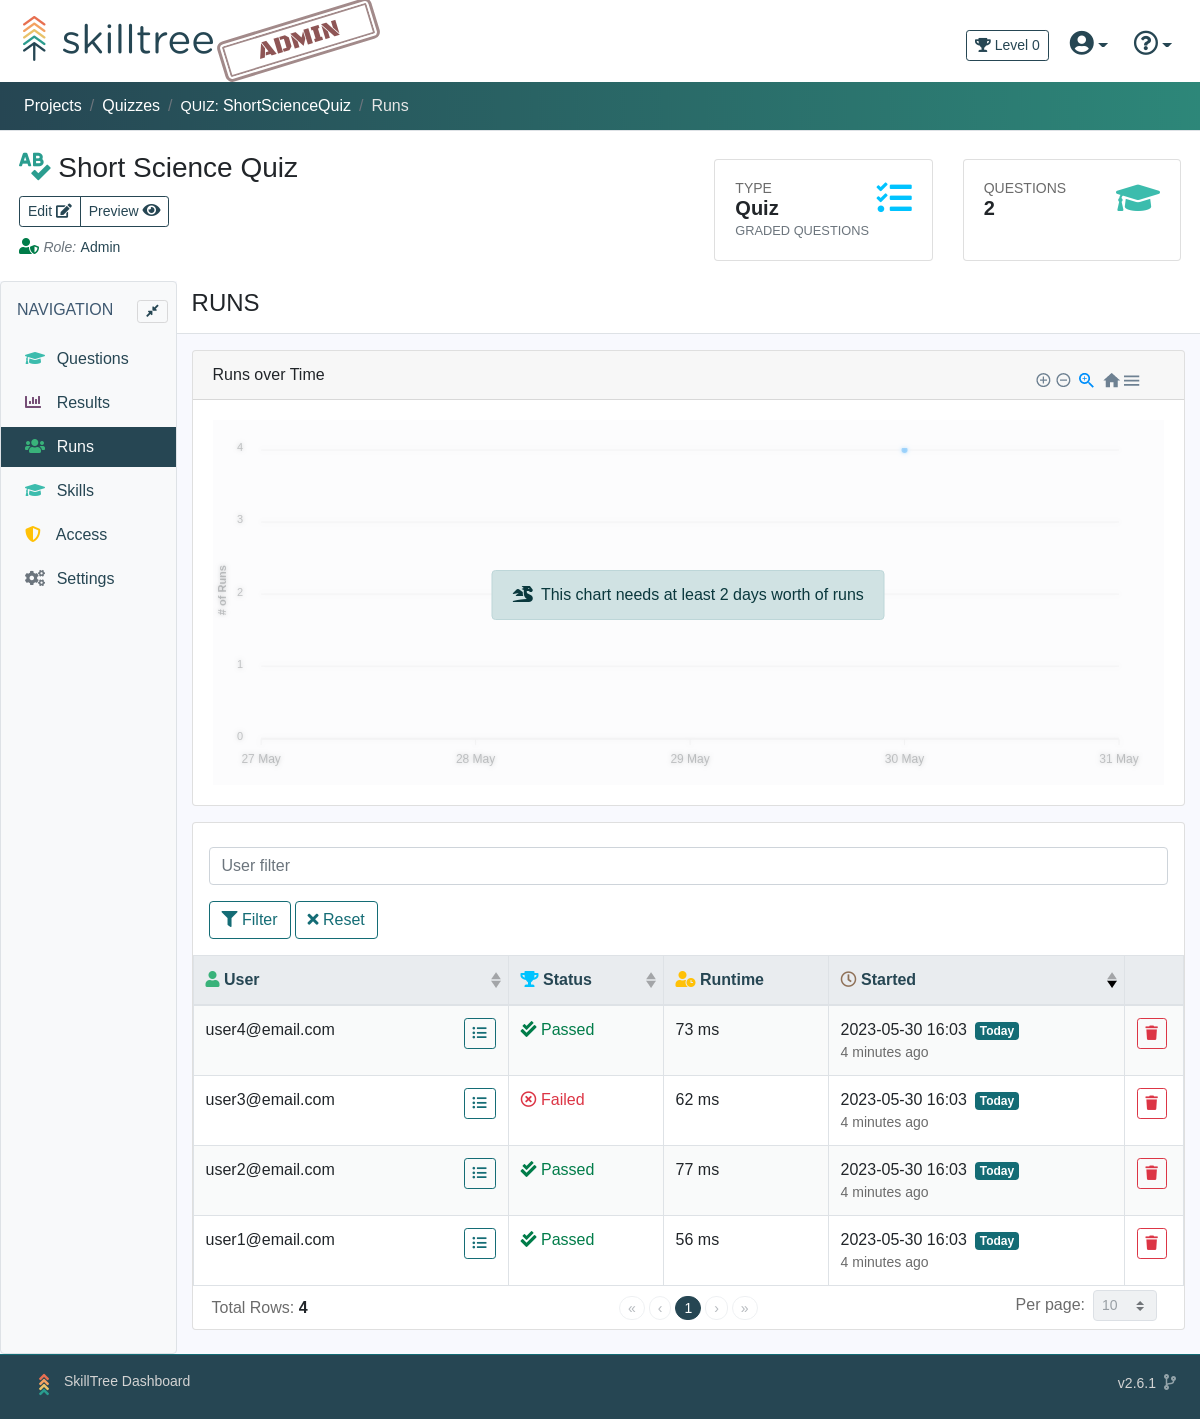 skilltree
ADMIN
Level 0
Projects / Quizzes / QUIZ: ShortScienceQuiz / Runs
AB Short Science Quiz
Edit Preview
Role: Admin
TYPE
Quiz
GRADED QUESTIONS
QUESTIONS
2
NAVIGATION
Questions
Results
Runs
Skills
Access
Settings
RUNS
Runs over Time
4
3
2
1
0
# of Runs
This chart needs at least 2 days worth of runs
27 May 28 May 29 May 30 May 31 May
User filter
Filter Reset
User Status Runtime Started
user4@email.com Passed 73 ms 2023-05-30 16:03 Today
4 minutes ago
user3@email.com Failed 62 ms 2023-05-30 16:03 Today
4 minutes ago
user2@email.com Passed 77 ms 2023-05-30 16:03 Today
4 minutes ago
user1@email.com Passed 56 ms 2023-05-30 16:03 Today
4 minutes ago
Total Rows: 4 « ‹ 1 › » Per page: 10
SkillTree Dashboard v2.6.1